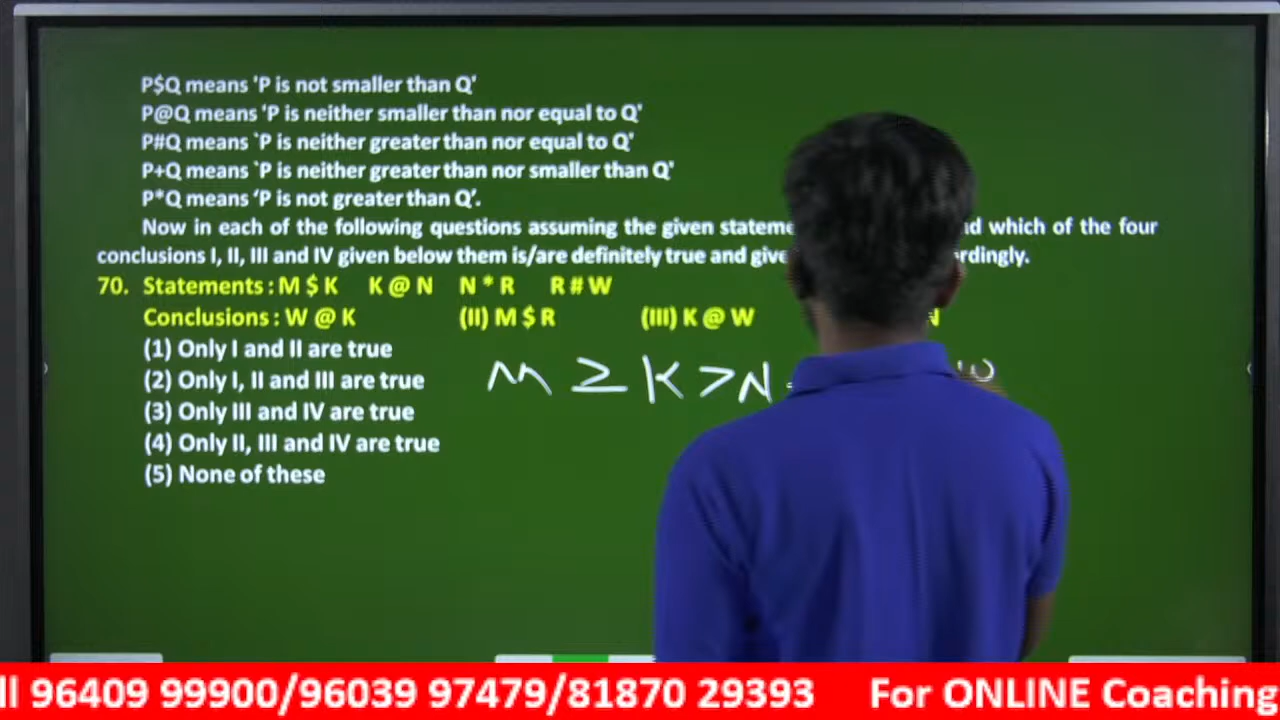 P$Q means 'P is not smaller than Q'
P@Q means 'P is neither smaller than nor equal to Q'
P#Q means `P is neither greater than nor equal to Q'
P+Q means `P is neither greater than nor smaller than Q'
P*Q means ‘P is not greater than Q’.
Now in each of the following questions assuming the given which of the four
conclusions I, II, III and IV given below them is/are definitely true and
70. Statements : M $ K K @ N N * R R # W
Conclusions : W @ K (II) M $ R (III) K @ W N
(1) Only I and II are true
(2) Only I, II and III are true
M ≥ K > N
(3) Only III and IV are true
(4) Only II, III and IV are true
(5) None of these
96409 99900/96039 97479/81870 29393 For ONLINE Coaching